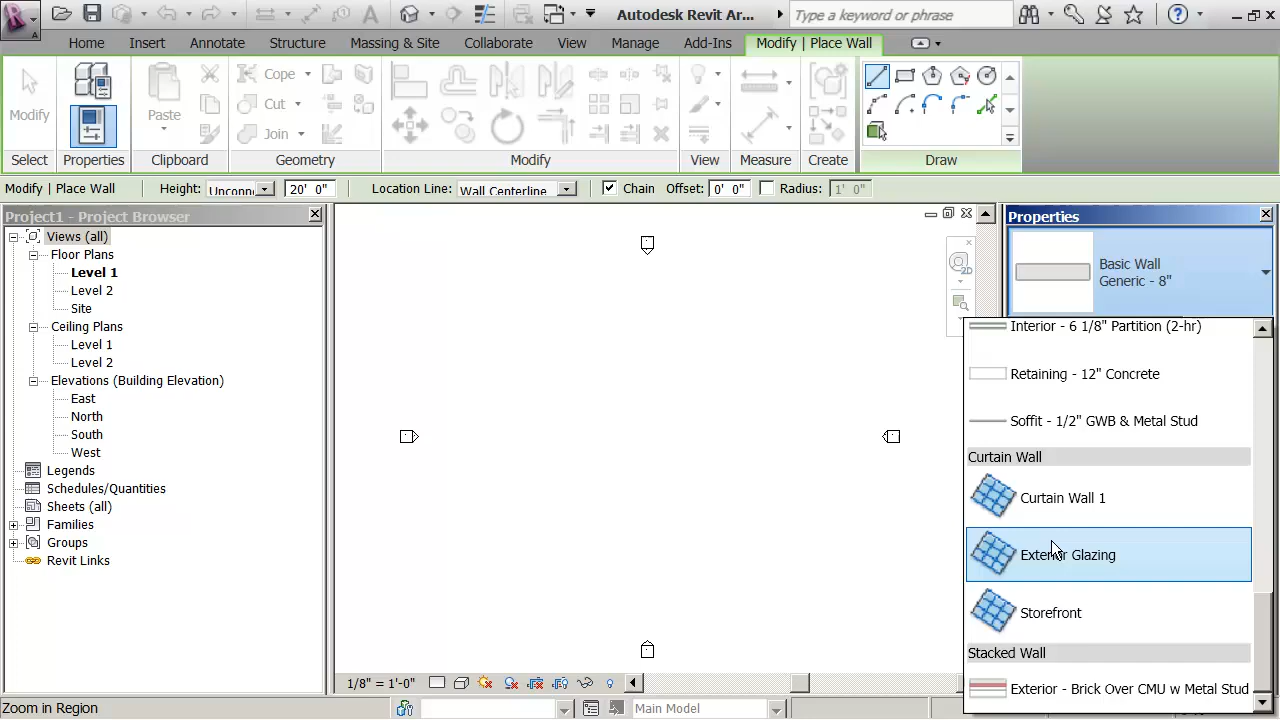 Autodesk Revit Ar...
Type a keyword or phrase
Home Insert Annotate Structure Massing & Site Collaborate View Manage Add-Ins Modify | Place Wall
Modify Paste Cope Cut Join
Select Properties Clipboard Geometry Modify View Measure Create Draw
Modify | Place Wall Height: Unconn 20' 0" Location Line: Wall Centerline Chain Offset: 0' 0" Radius: 1' 0"
Project1 - Project Browser
Views (all)
Floor Plans
Level 1
Level 2
Site
Ceiling Plans
Level 1
Level 2
Elevations (Building Elevation)
East
North
South
West
Legends
Schedules/Quantities
Sheets (all)
Families
Groups
Revit Links
2D
Properties
Basic Wall
Generic - 8"
Interior - 6 1/8" Partition (2-hr)
Retaining - 12" Concrete
Soffit - 1/2" GWB & Metal Stud
Curtain Wall
Curtain Wall 1
Exterior Glazing
Storefront
Stacked Wall
Exterior - Brick Over CMU w Metal Stud
1/8" = 1'-0"
Zoom in Region
Main Model